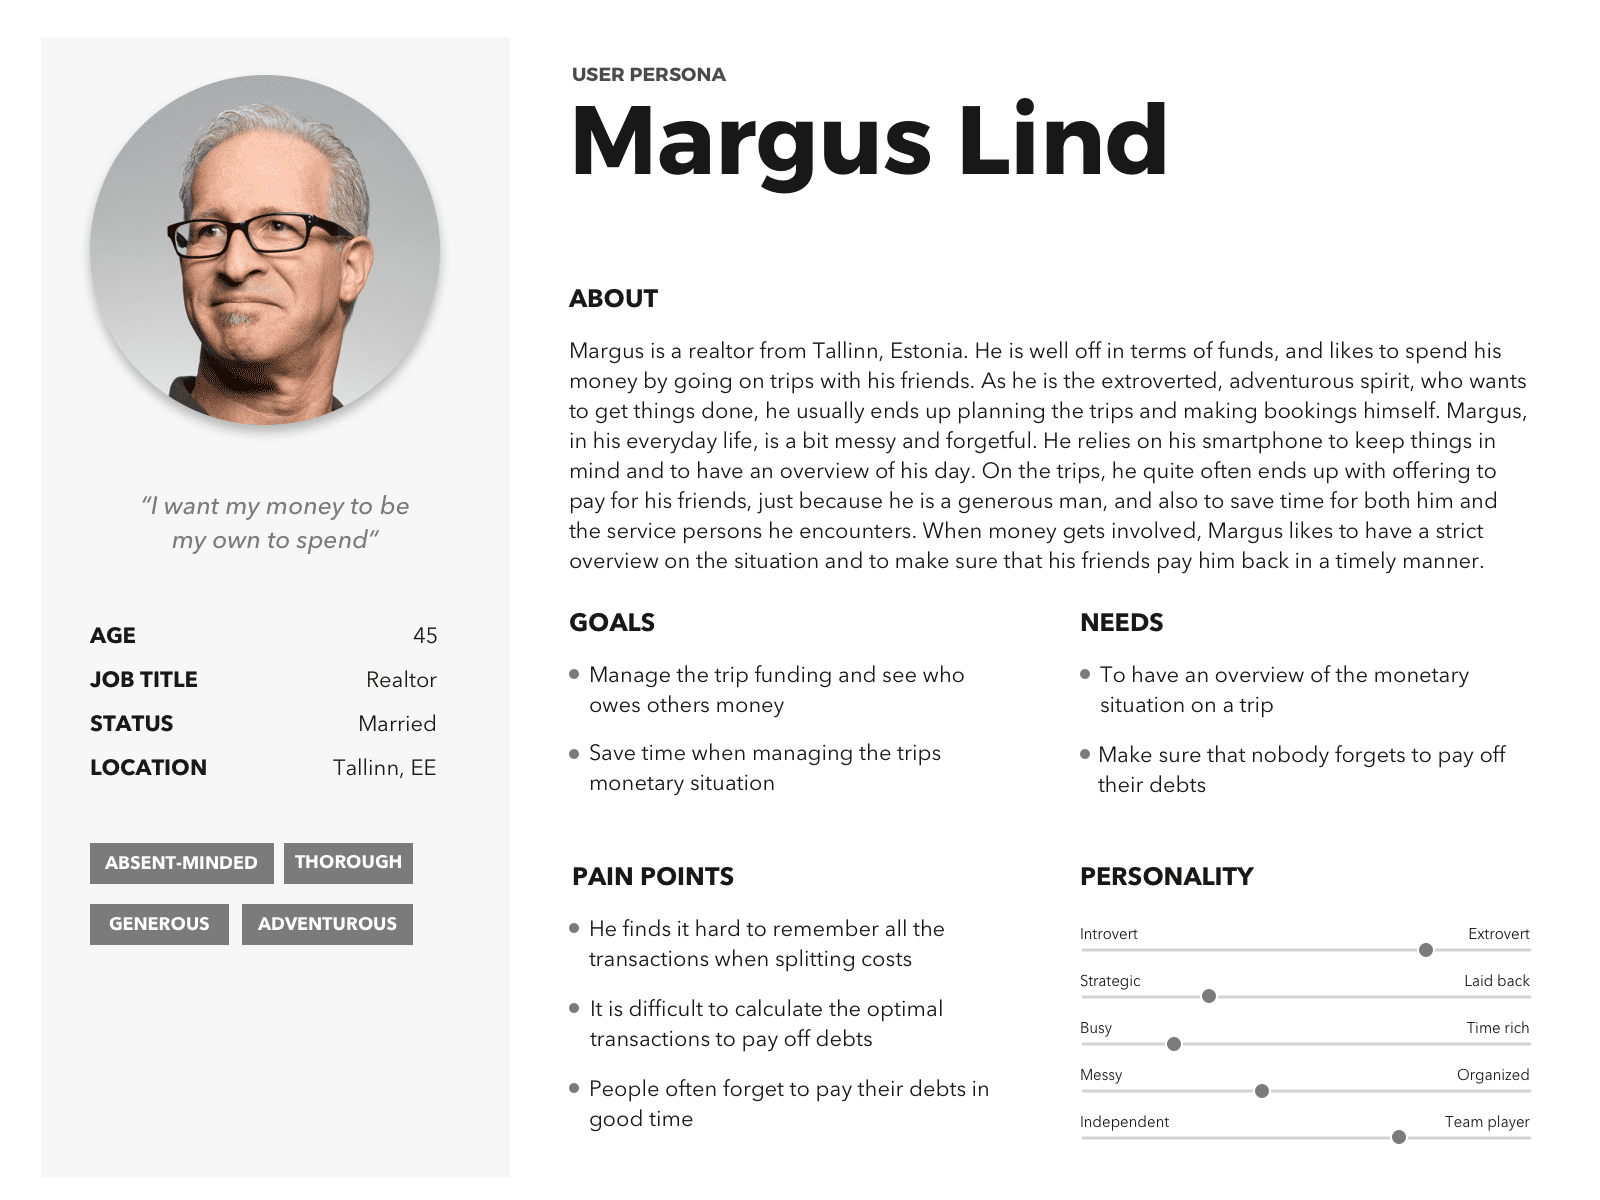 USER PERSONA
Margus Lind
“I want my money to be
my own to spend”
AGE 45
JOB TITLE Realtor
STATUS Married
LOCATION Tallinn, EE
ABSENT-MINDED THOROUGH
GENEROUS ADVENTUROUS
ABOUT
Margus is a realtor from Tallinn, Estonia. He is well off in terms of funds, and likes to spend his
money by going on trips with his friends. As he is the extroverted, adventurous spirit, who wants
to get things done, he usually ends up planning the trips and making bookings himself. Margus,
in his everyday life, is a bit messy and forgetful. He relies on his smartphone to keep things in
mind and to have an overview of his day. On the trips, he quite often ends up with offering to
pay for his friends, just because he is a generous man, and also to save time for both him and
the service persons he encounters. When money gets involved, Margus likes to have a strict
overview on the situation and to make sure that his friends pay him back in a timely manner.
GOALS
Manage the trip funding and see who
owes others money
Save time when managing the trips
monetary situation
NEEDS
To have an overview of the monetary
situation on a trip
Make sure that nobody forgets to pay off
their debts
PAIN POINTS
He finds it hard to remember all the
transactions when splitting costs
It is difficult to calculate the optimal
transactions to pay off debts
People often forget to pay their debts in
good time
PERSONALITY
Introvert Extrovert
Strategic Laid back
Busy Time rich
Messy Organized
Independent Team player